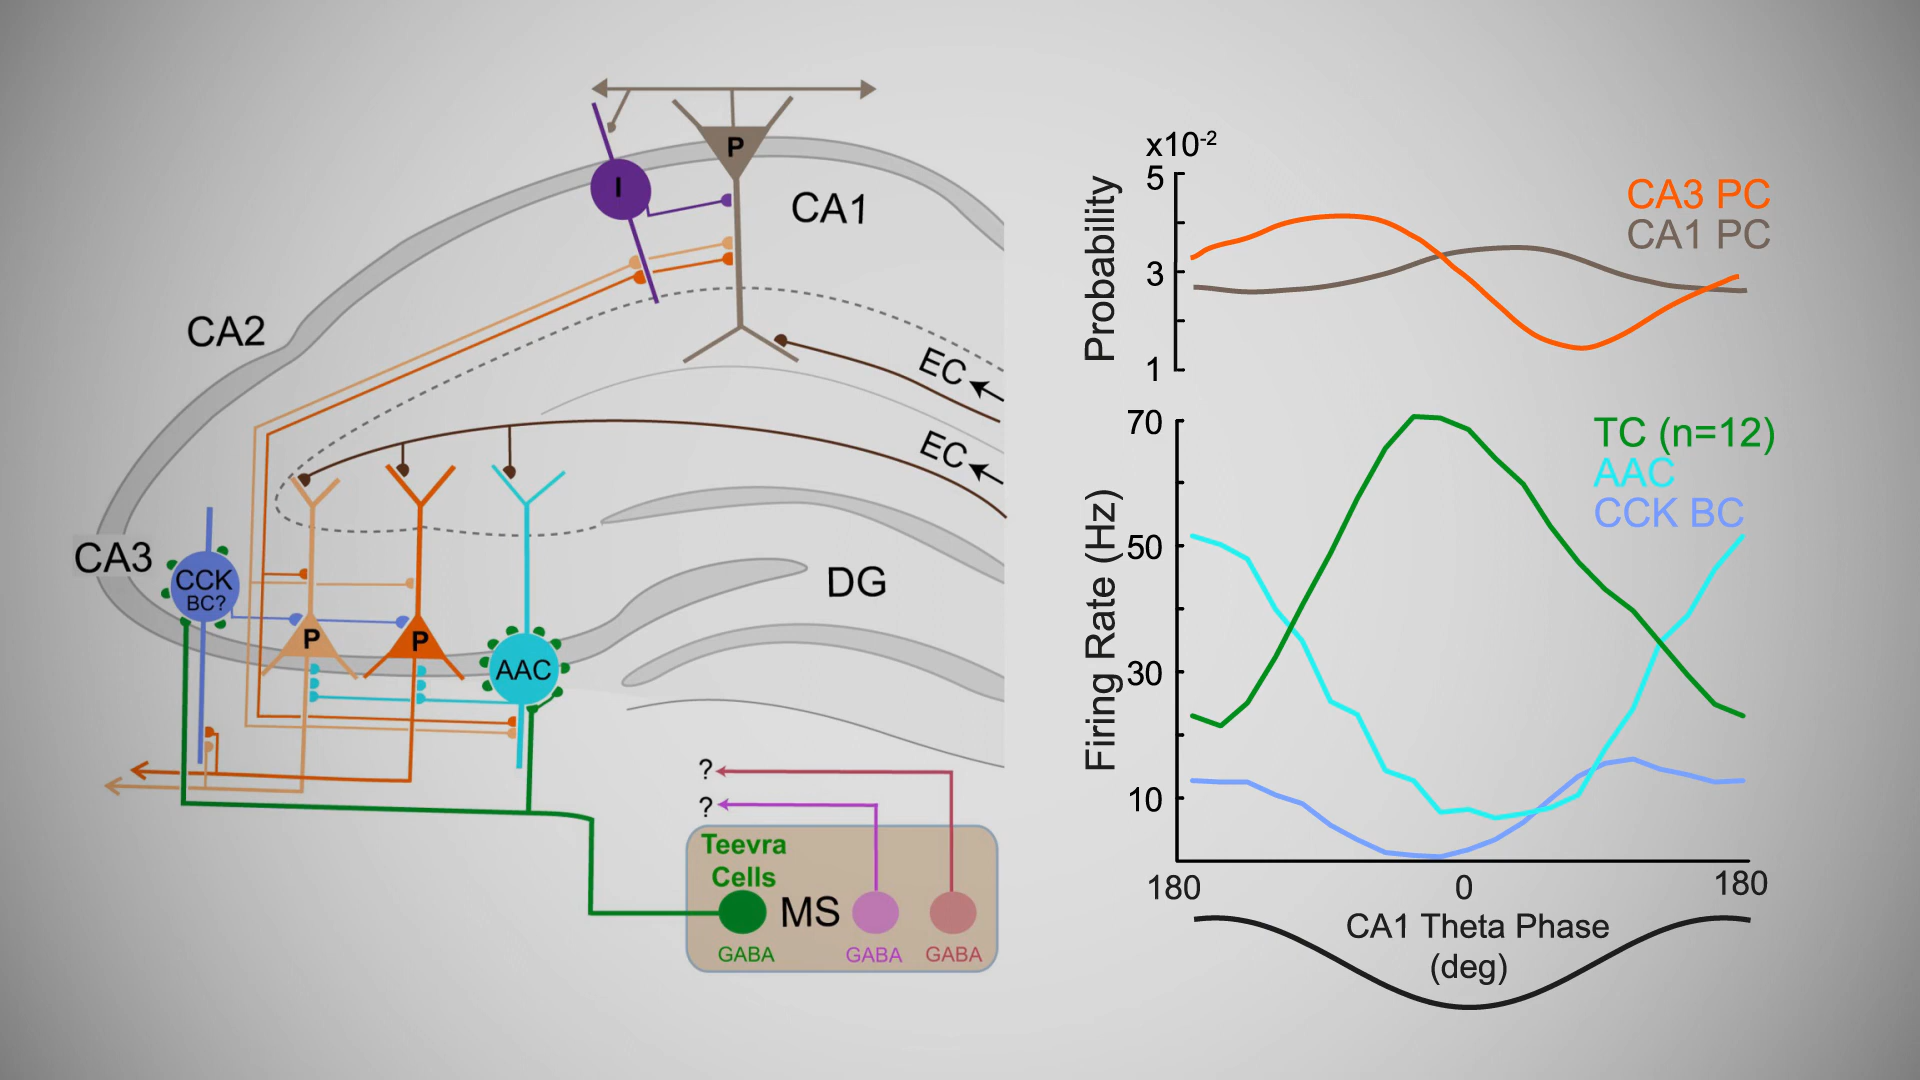 P
I
CA1
CA2
EC
EC
CA3
CCK
BC?
P
P
AAC
DG
?
?
Teevra
Cells
MS
GABA
GABA
GABA
x10-2
5
3
1
Probability
CA3 PC
CA1 PC
70
50
30
10
Firing Rate (Hz)
TC (n=12)
AAC
CCK BC
180
0
180
CA1 Theta Phase
(deg)